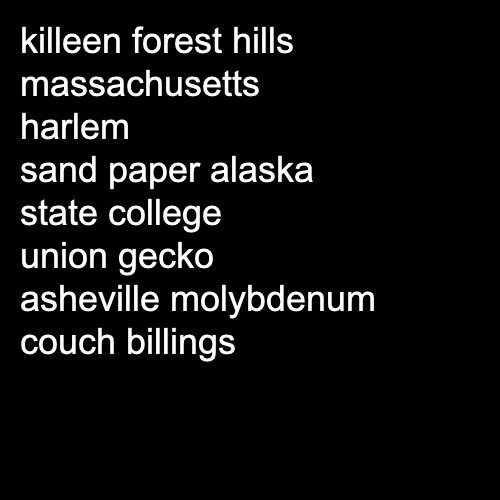 killeen forest hills
massachusetts
harlem
sand paper alaska
state college
union gecko
asheville molybdenum
couch billings